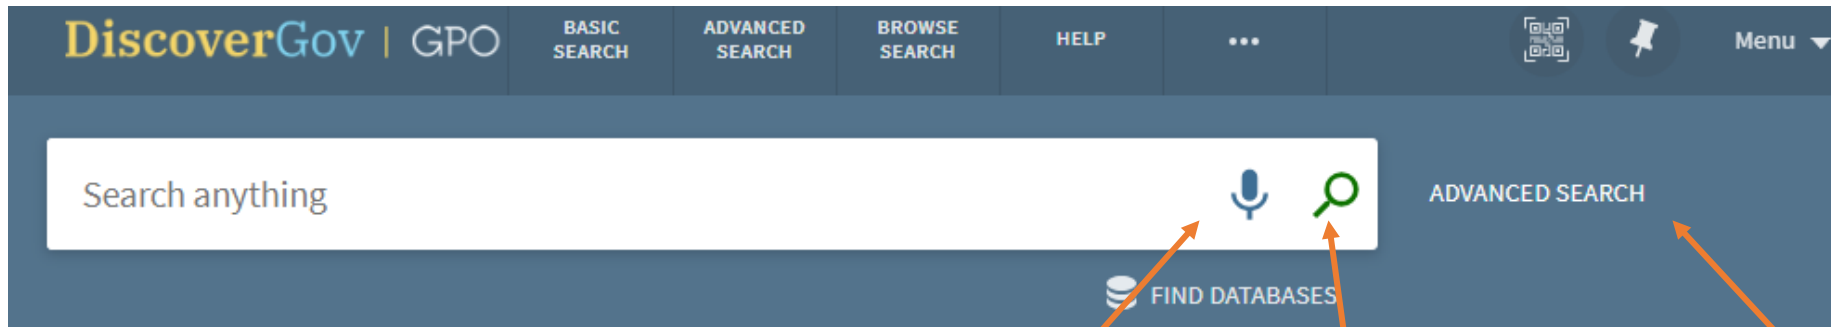 DiscoverGov | GPO
BASIC
SEARCH
ADVANCED
SEARCH
BROWSE
SEARCH
HELP
•••
Menu
Search anything
ADVANCED SEARCH
FIND DATABASES